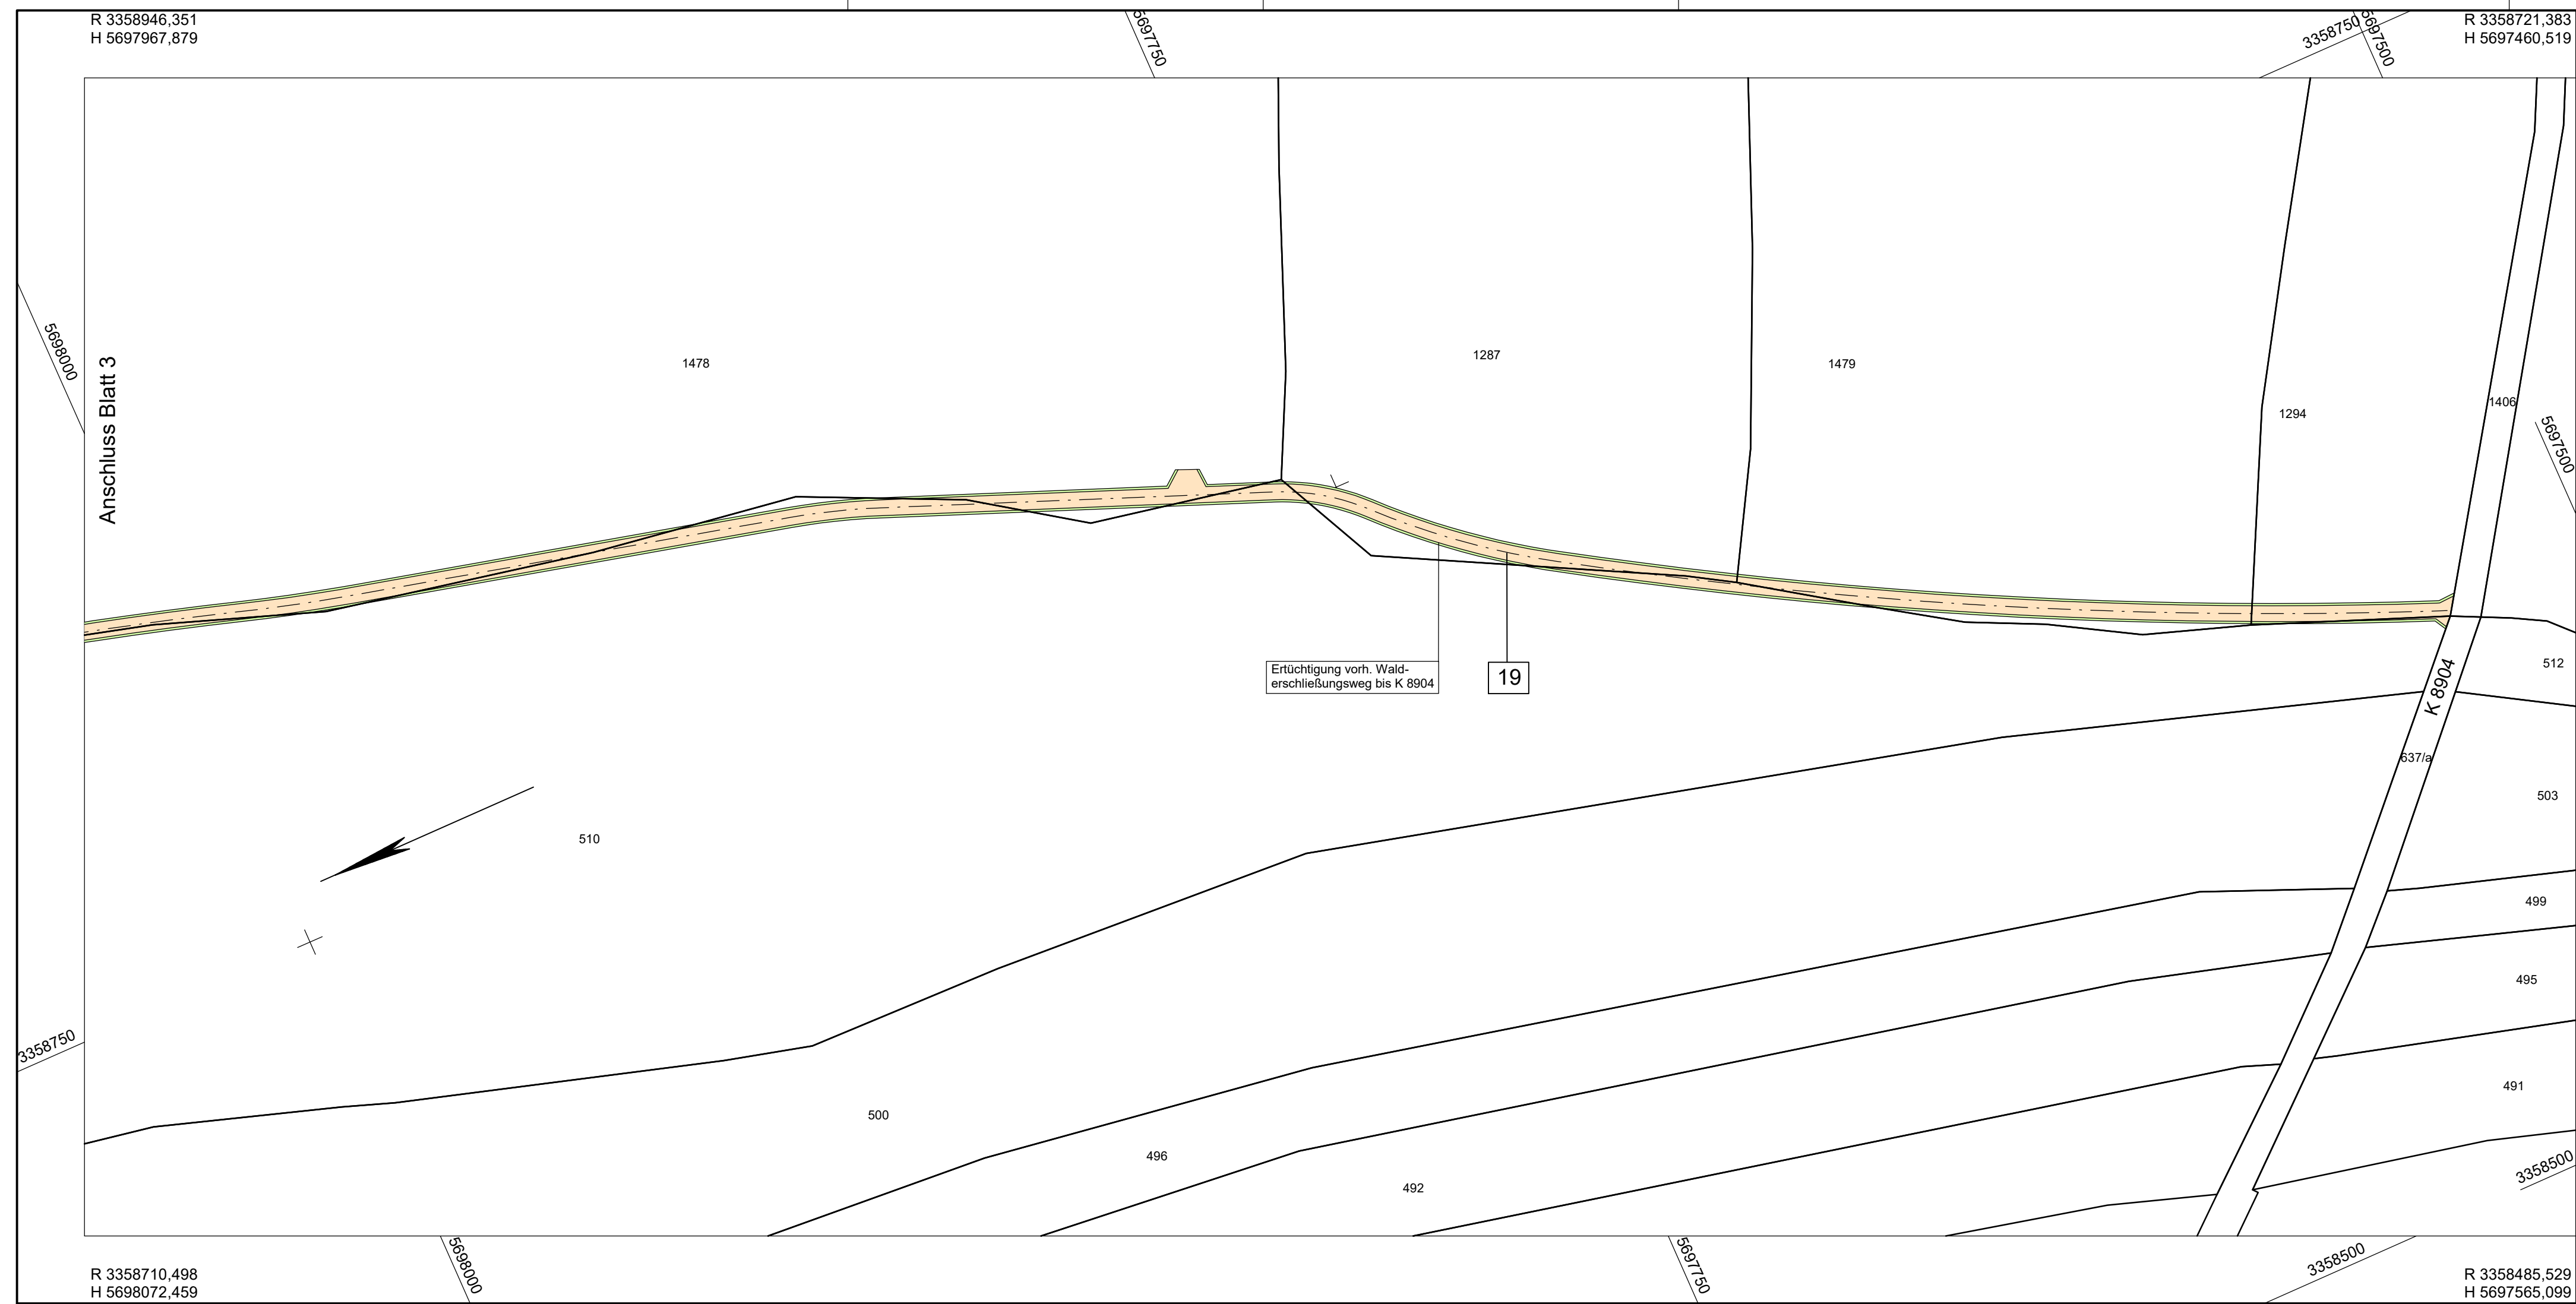 R 3358946,351
H 5697967,879
5697750
3358750
5697500
R 3358721,383
H 5697460,519
5698000
Anschluss Blatt 3
1478
1287
1479
1294
1406
5697500
Ertüchtigung vorh. Wald-
erschließungsweg bis K 8904
19
512
K 8904
637/a
503
510
499
495
3358750
491
500
496
492
3358500
R 3358710,498
H 5698072,459
5698000
5697750
3358500
R 3358485,529
H 5697565,099